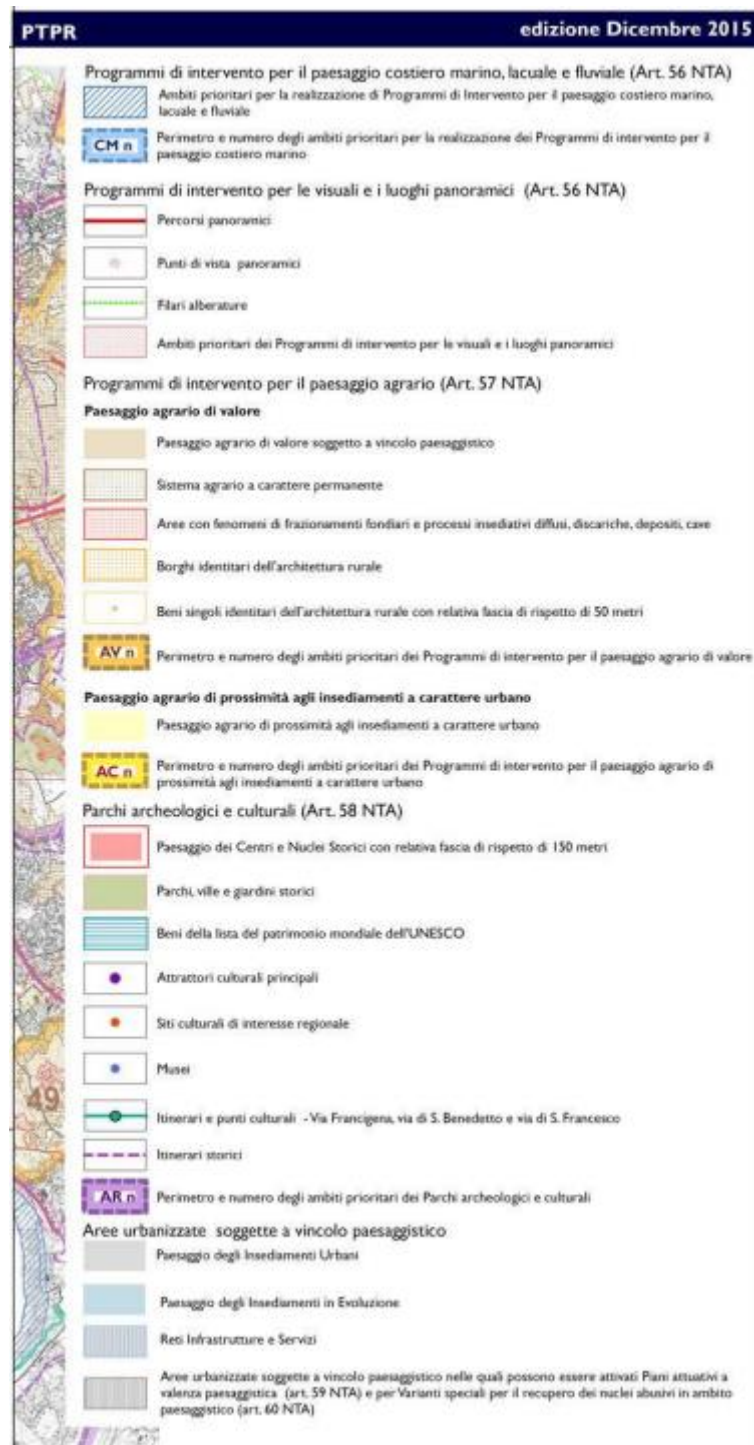 PTPR
edizione Dicembre 2015
Programmi di intervento per il paesaggio costiero marino, lacuale e fluviale (Art. 56 NTA)
Ambiti prioritari per la realizzazione di Programmi di Intervento per il paesaggio costiero marino,
lacuale e fluviale
CM n
Perimetro e numero degli ambiti prioritari per la realizzazione dei Programmi di intervento per il
paesaggio costiero marino
Programmi di intervento per le visuali e i luoghi panoramici (Art. 56 NTA)
Percorsi panoramici
Punti di vista panoramici
Filari alberature
Ambiti prioritari dei Programmi di intervento per le visuali e i luoghi panoramici
Programmi di intervento per il paesaggio agrario (Art. 57 NTA)
Paesaggio agrario di valore
Paesaggio agrario di valore soggetto a vincolo paesaggistico
Sistema agrario a carattere permanente
Aree con fenomeni di frazionamenti fondiari e processi insediativi diffusi, discariche, depositi, cave
Borghi identitari dell'architettura rurale
Beni singoli identitari dell'architettura rurale con relativa fascia di rispetto di 50 metri
AV n
Perimetro e numero degli ambiti prioritari dei Programmi di intervento per il paesaggio agrario di valore
Paesaggio agrario di prossimità agli insediamenti a carattere urbano
Paesaggio agrario di prossimità agli insediamenti a carattere urbano
AC n
Perimetro e numero degli ambiti prioritari dei Programmi di intervento per il paesaggio agrario di
prossimità agli insediamenti a carattere urbano
Parchi archeologici e culturali (Art. 58 NTA)
Paesaggio dei Centri e Nuclei Storici con relativa fascia di rispetto di 150 metri
Parchi, ville e giardini storici
Beni della lista del patrimonio mondiale dell'UNESCO
Attrattori culturali principali
Siti culturali di interesse regionale
Musei
49
Itinerari e punti culturali - Via Francigena, via di S. Benedetto e via di S. Francesco
Itinerari storici
AR n
Perimetro e numero degli ambiti prioritari dei Parchi archeologici e culturali
Aree urbanizzate soggette a vincolo paesaggistico
Paesaggio degli Insediamenti Urbani
Paesaggio degli Insediamenti in Evoluzione
Reti Infrastrutture e Servizi
Aree urbanizzate soggette a vincolo paesaggistico nelle quali possono essere attivati Piani attuativi a
valenza paesaggistica (art. 59 NTA) e per Varianti speciali per il recupero dei nuclei abusivi in ambito
paesaggistico (art. 60 NTA)